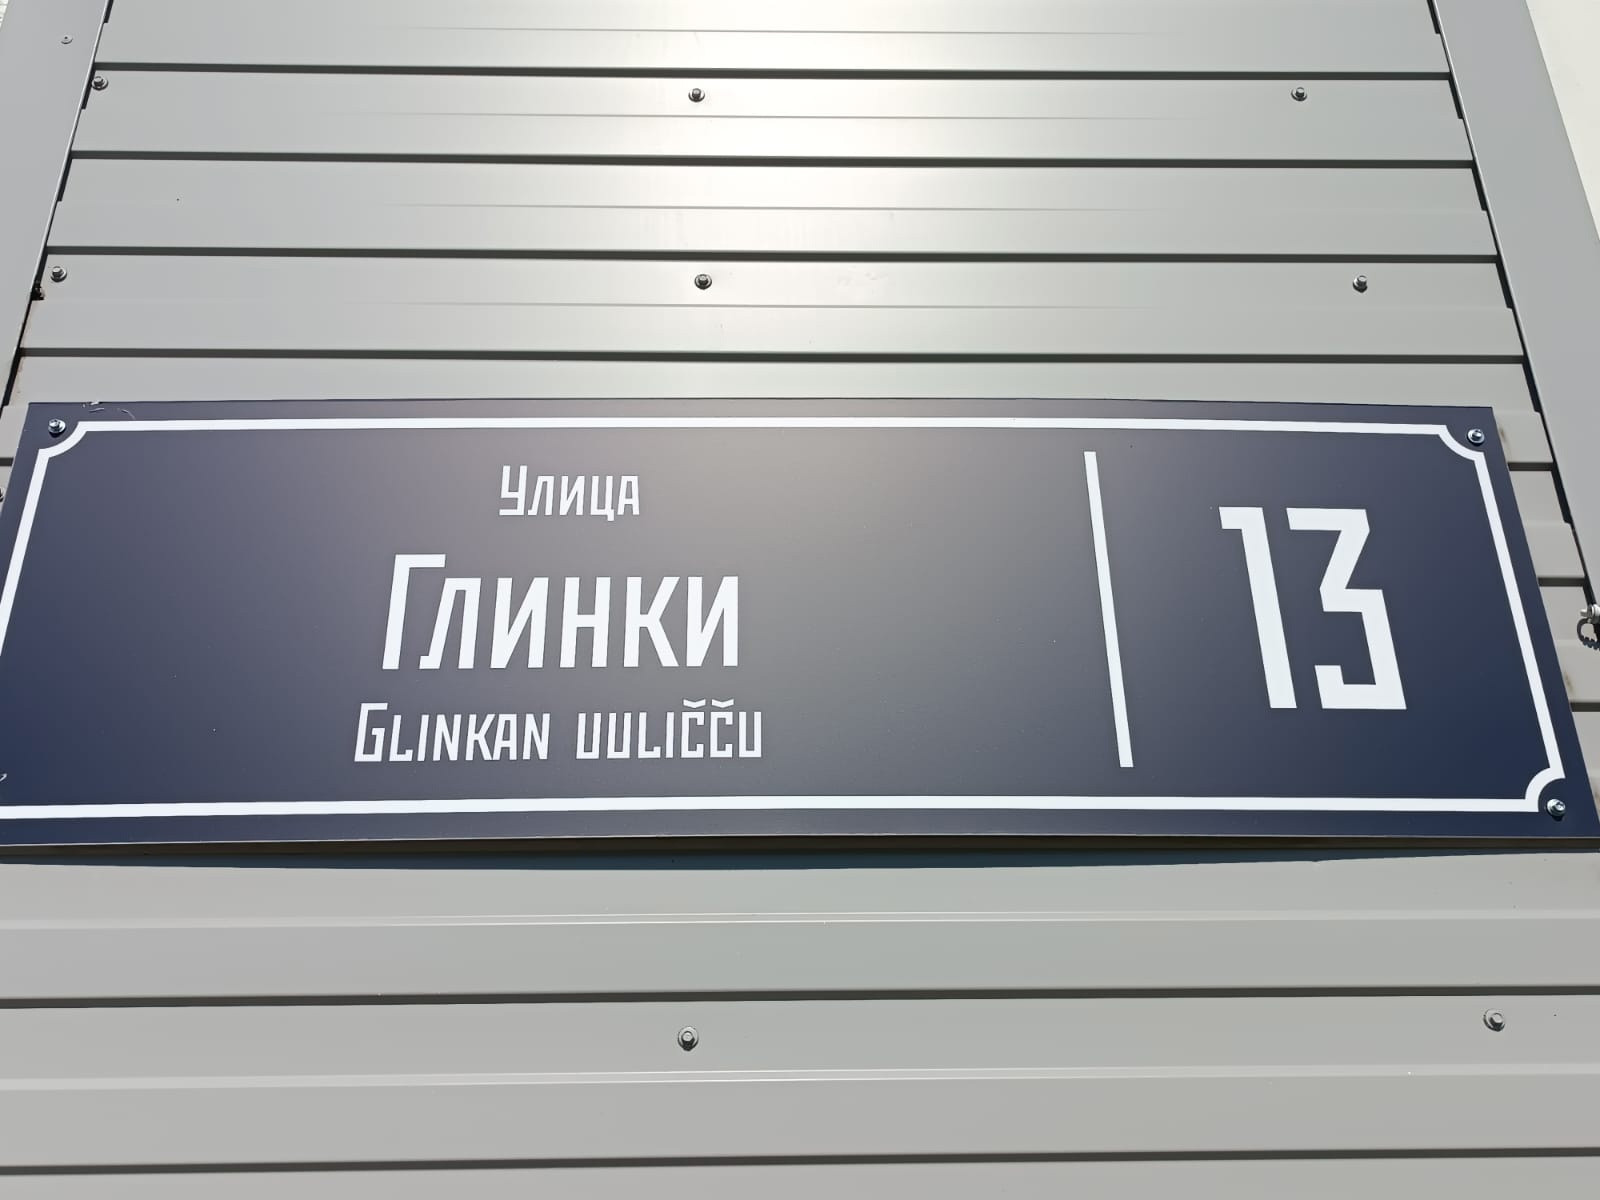 Улица
Глинки
Glinkan uuličču
13